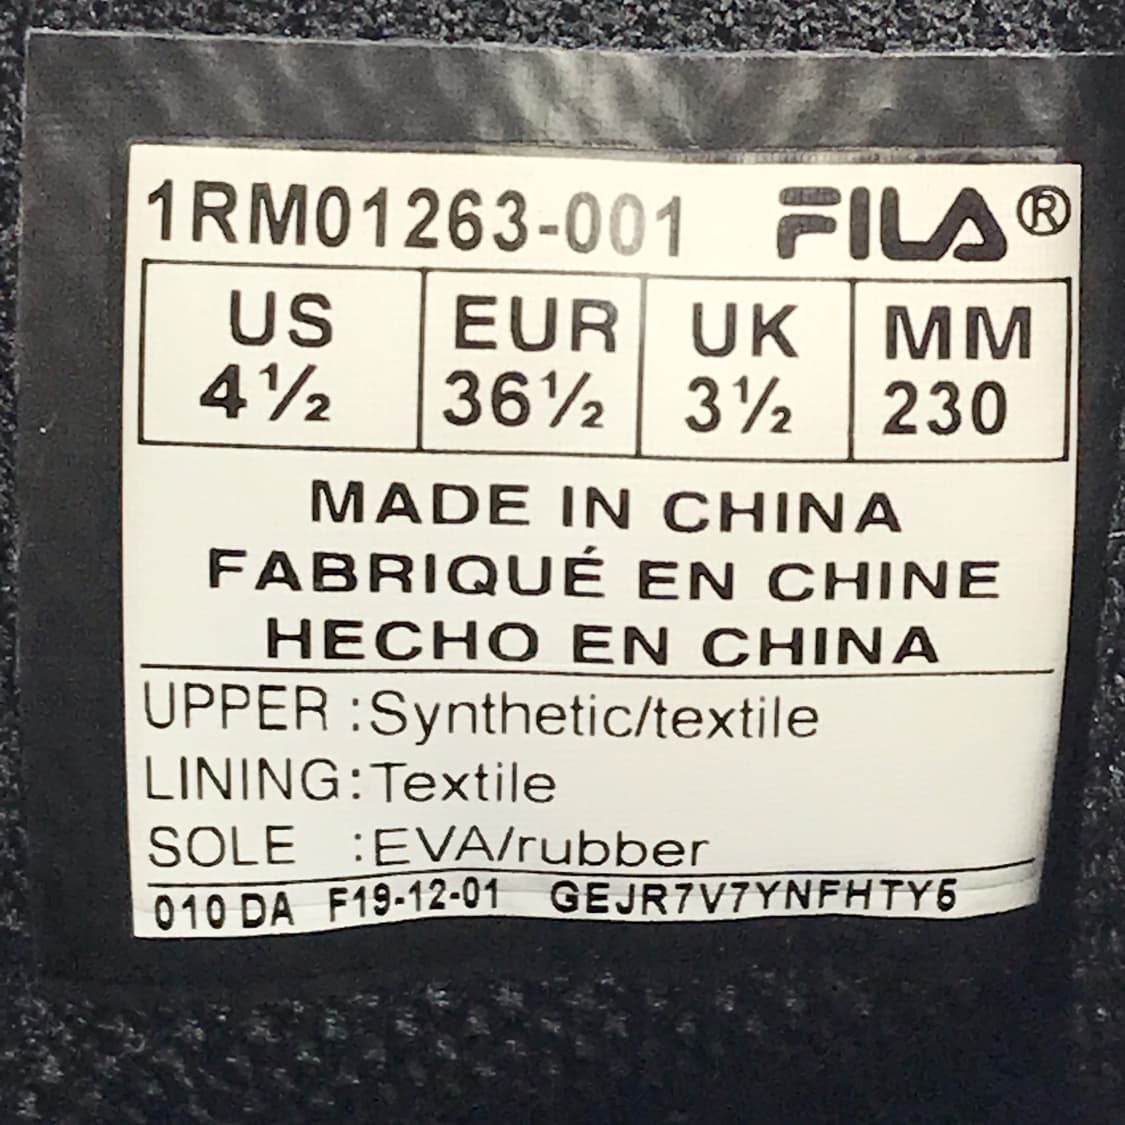 1RM01263-001 FILA®
US EUR UK MM
4½ 36½ 3½ 230
MADE IN CHINA
FABRIQUÉ EN CHINE
HECHO EN CHINA
UPPER :Synthetic/textile
LINING:Textile
SOLE :EVA/rubber
010 DA F19-12-01 GEJR7V7YNFHTY6